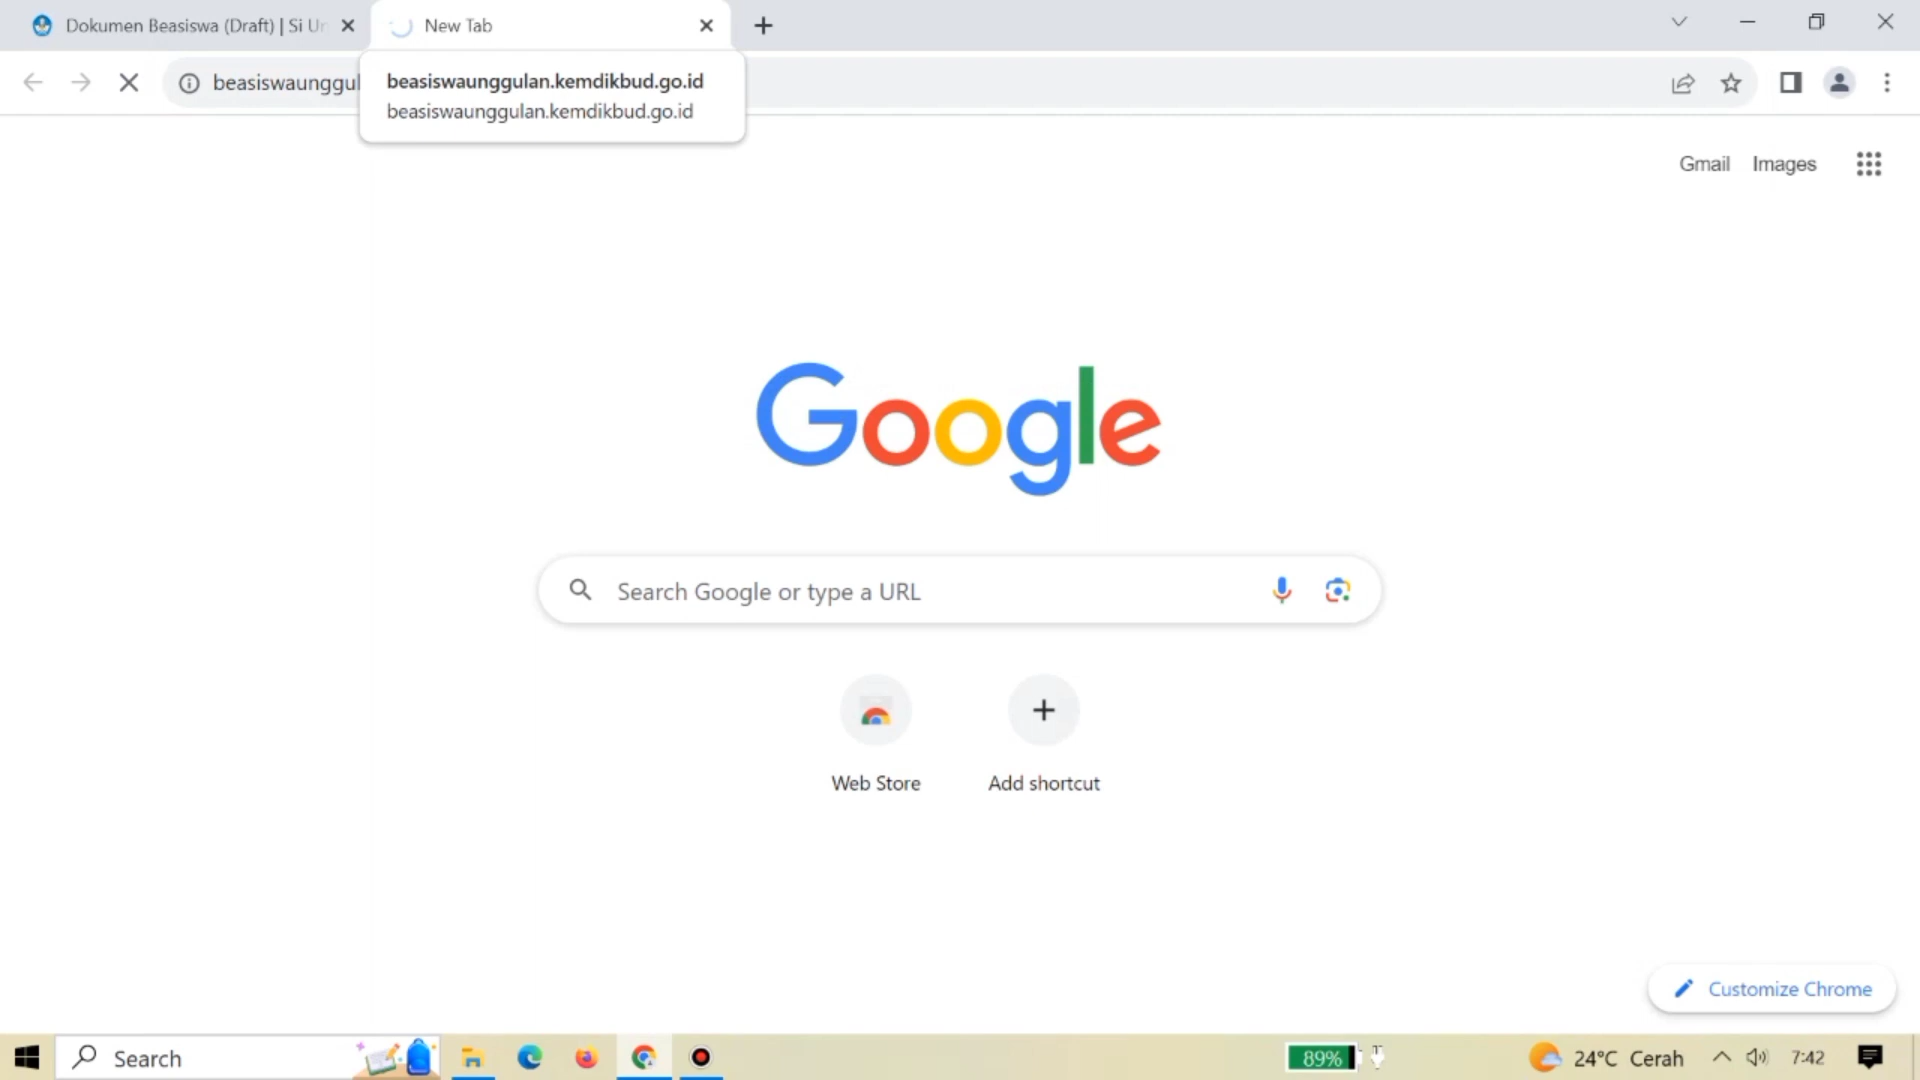 Dokumen Beasiswa (Draft) | Si Un
New Tab
beasiswaunggul
beasiswaunggulan.kemdikbud.go.id
beasiswaunggulan.kemdikbud.go.id
Gmail Images
Google
Search Google or type a URL
Web Store Add shortcut
Customize Chrome
Search
89%
24°C Cerah
7:42